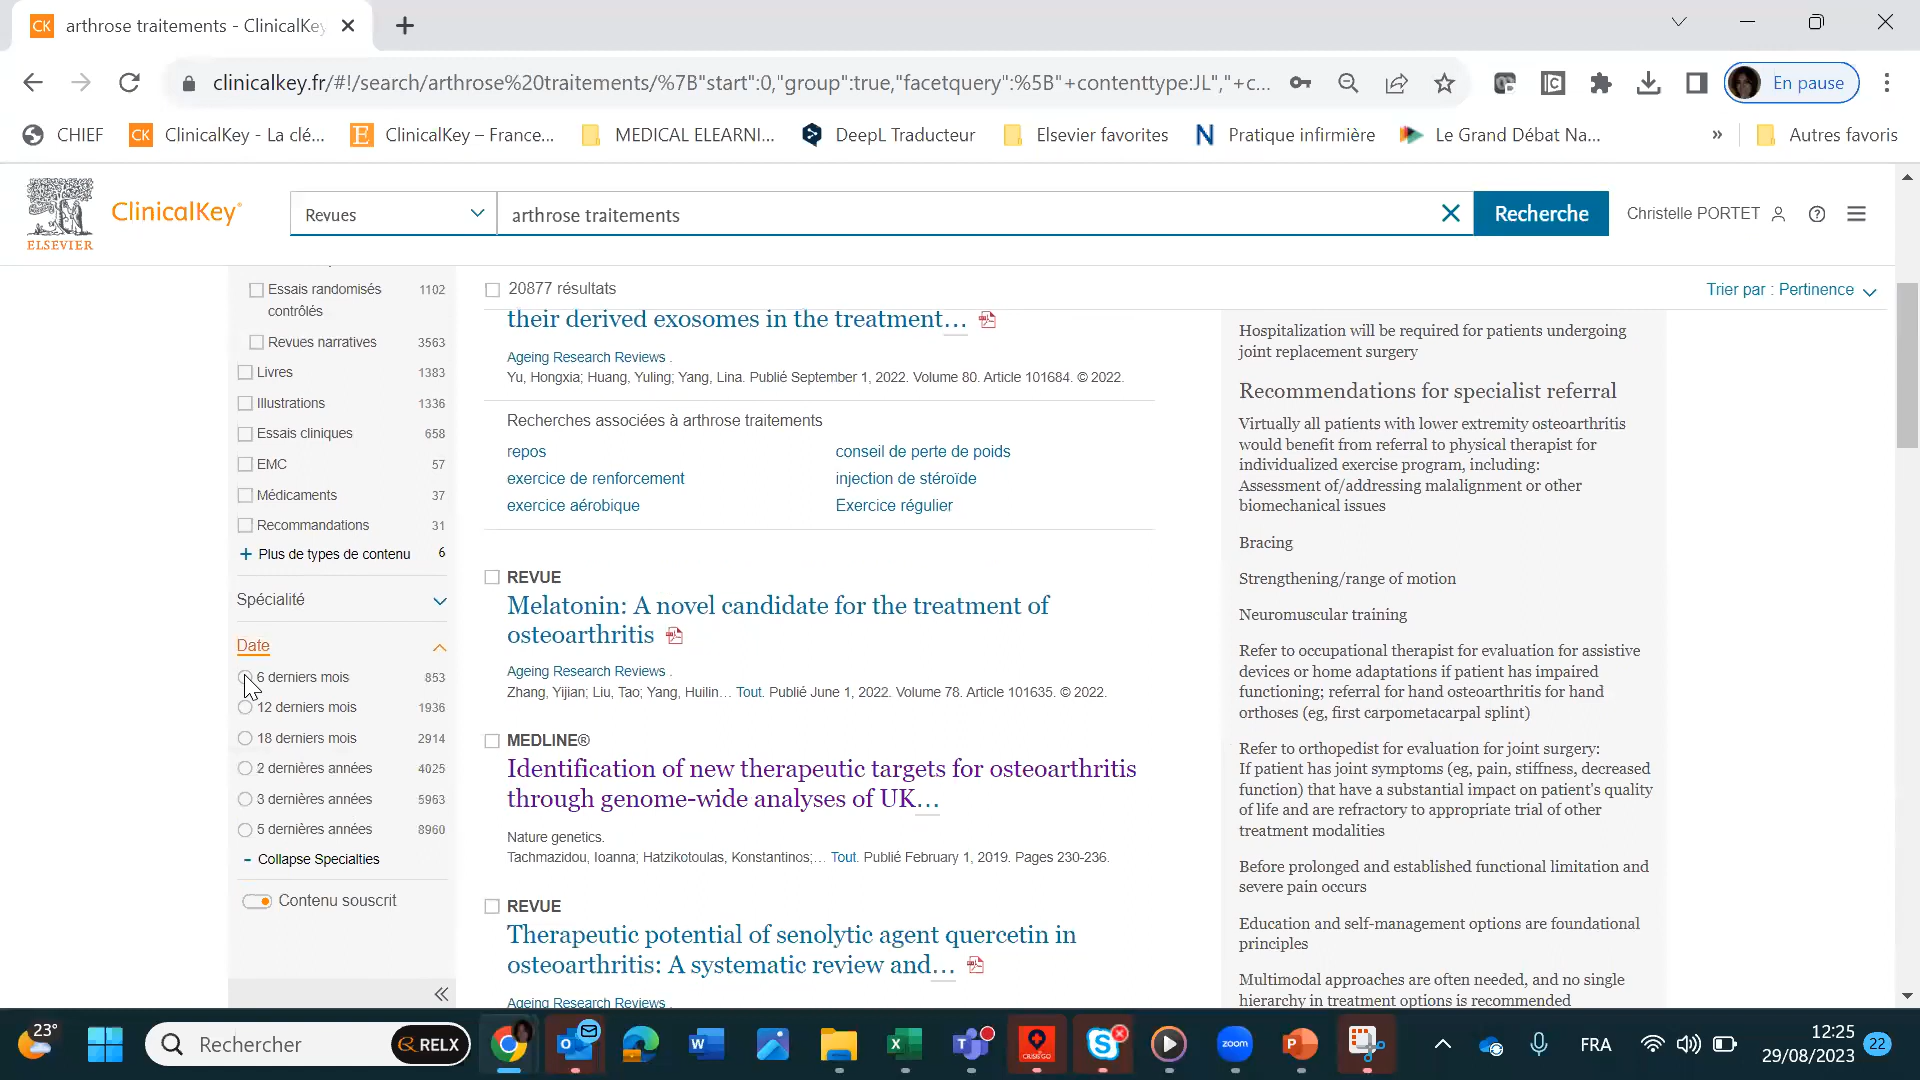 CK arthrose traitements - ClinicalKey
clinicalkey.fr/#!/search/arthrose%20traitements/%7B"start":0,"group":true,"facetquery":%5B"+contenttype:JL","+c...
En pause
CHIEF
CK ClinicalKey - La clé...
E ClinicalKey – France...
MEDICAL ELEARNI...
DeepL Traducteur
Elsevier favorites
N Pratique infirmière
Le Grand Débat Na...
»
Autres favoris
ELSEVIER
ClinicalKey®
Revues
arthrose traitements
Recherche
Christelle PORTET
Essais randomisés 1102
contrôlés
Revues narratives 3563
Livres 1383
Illustrations 1336
Essais cliniques 658
EMC 57
Médicaments 37
Recommandations 31
+ Plus de types de contenu 6
Spécialité
Date
6 derniers mois 853
12 derniers mois 1936
18 derniers mois 2914
2 dernières années 4025
3 dernières années 5963
5 dernières années 8960
- Collapse Specialties
Contenu souscrit
20877 résultats
Trier par : Pertinence
their derived exosomes in the treatment...
Ageing Research Reviews .
Yu, Hongxia; Huang, Yuling; Yang, Lina. Publié September 1, 2022. Volume 80. Article 101684. © 2022.
Recherches associées à arthrose traitements
repos conseil de perte de poids
exercice de renforcement injection de stéroïde
exercice aérobique Exercice régulier
REVUE
Melatonin: A novel candidate for the treatment of
osteoarthritis
Ageing Research Reviews .
Zhang, Yijian; Liu, Tao; Yang, Huilin... Tout. Publié June 1, 2022. Volume 78. Article 101635. © 2022.
MEDLINE®
Identification of new therapeutic targets for osteoarthritis
through genome-wide analyses of UK...
Nature genetics.
Tachmazidou, Ioanna; Hatzikotoulas, Konstantinos;... Tout. Publié February 1, 2019. Pages 230-236.
REVUE
Therapeutic potential of senolytic agent quercetin in
osteoarthritis: A systematic review and...
Ageing Research Reviews .
Hospitalization will be required for patients undergoing
joint replacement surgery
Recommendations for specialist referral
Virtually all patients with lower extremity osteoarthritis
would benefit from referral to physical therapist for
individualized exercise program, including:
Assessment of/addressing malalignment or other
biomechanical issues
Bracing
Strengthening/range of motion
Neuromuscular training
Refer to occupational therapist for evaluation for assistive
devices or home adaptations if patient has impaired
functioning; referral for hand osteoarthritis for hand
orthoses (eg, first carpometacarpal splint)
Refer to orthopedist for evaluation for joint surgery:
If patient has joint symptoms (eg, pain, stiffness, decreased
function) that have a substantial impact on patient's quality
of life and are refractory to appropriate trial of other
treatment modalities
Before prolonged and established functional limitation and
severe pain occurs
Education and self-management options are foundational
principles
Multimodal approaches are often needed, and no single
hierarchy in treatment options is recommended
23°
Rechercher
RELX
zoom
FRA
12:25
29/08/2023
22